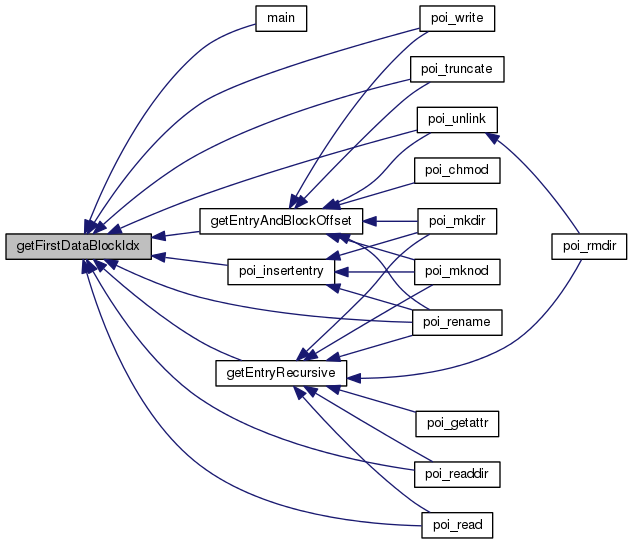 main
poi_write
poi_truncate
poi_unlink
poi_chmod
getEntryAndBlockOffset
poi_mkdir
getFirstDataBlockIdx
poi_rmdir
poi_insertentry
poi_mknod
poi_rename
getEntryRecursive
poi_getattr
poi_readdir
poi_read